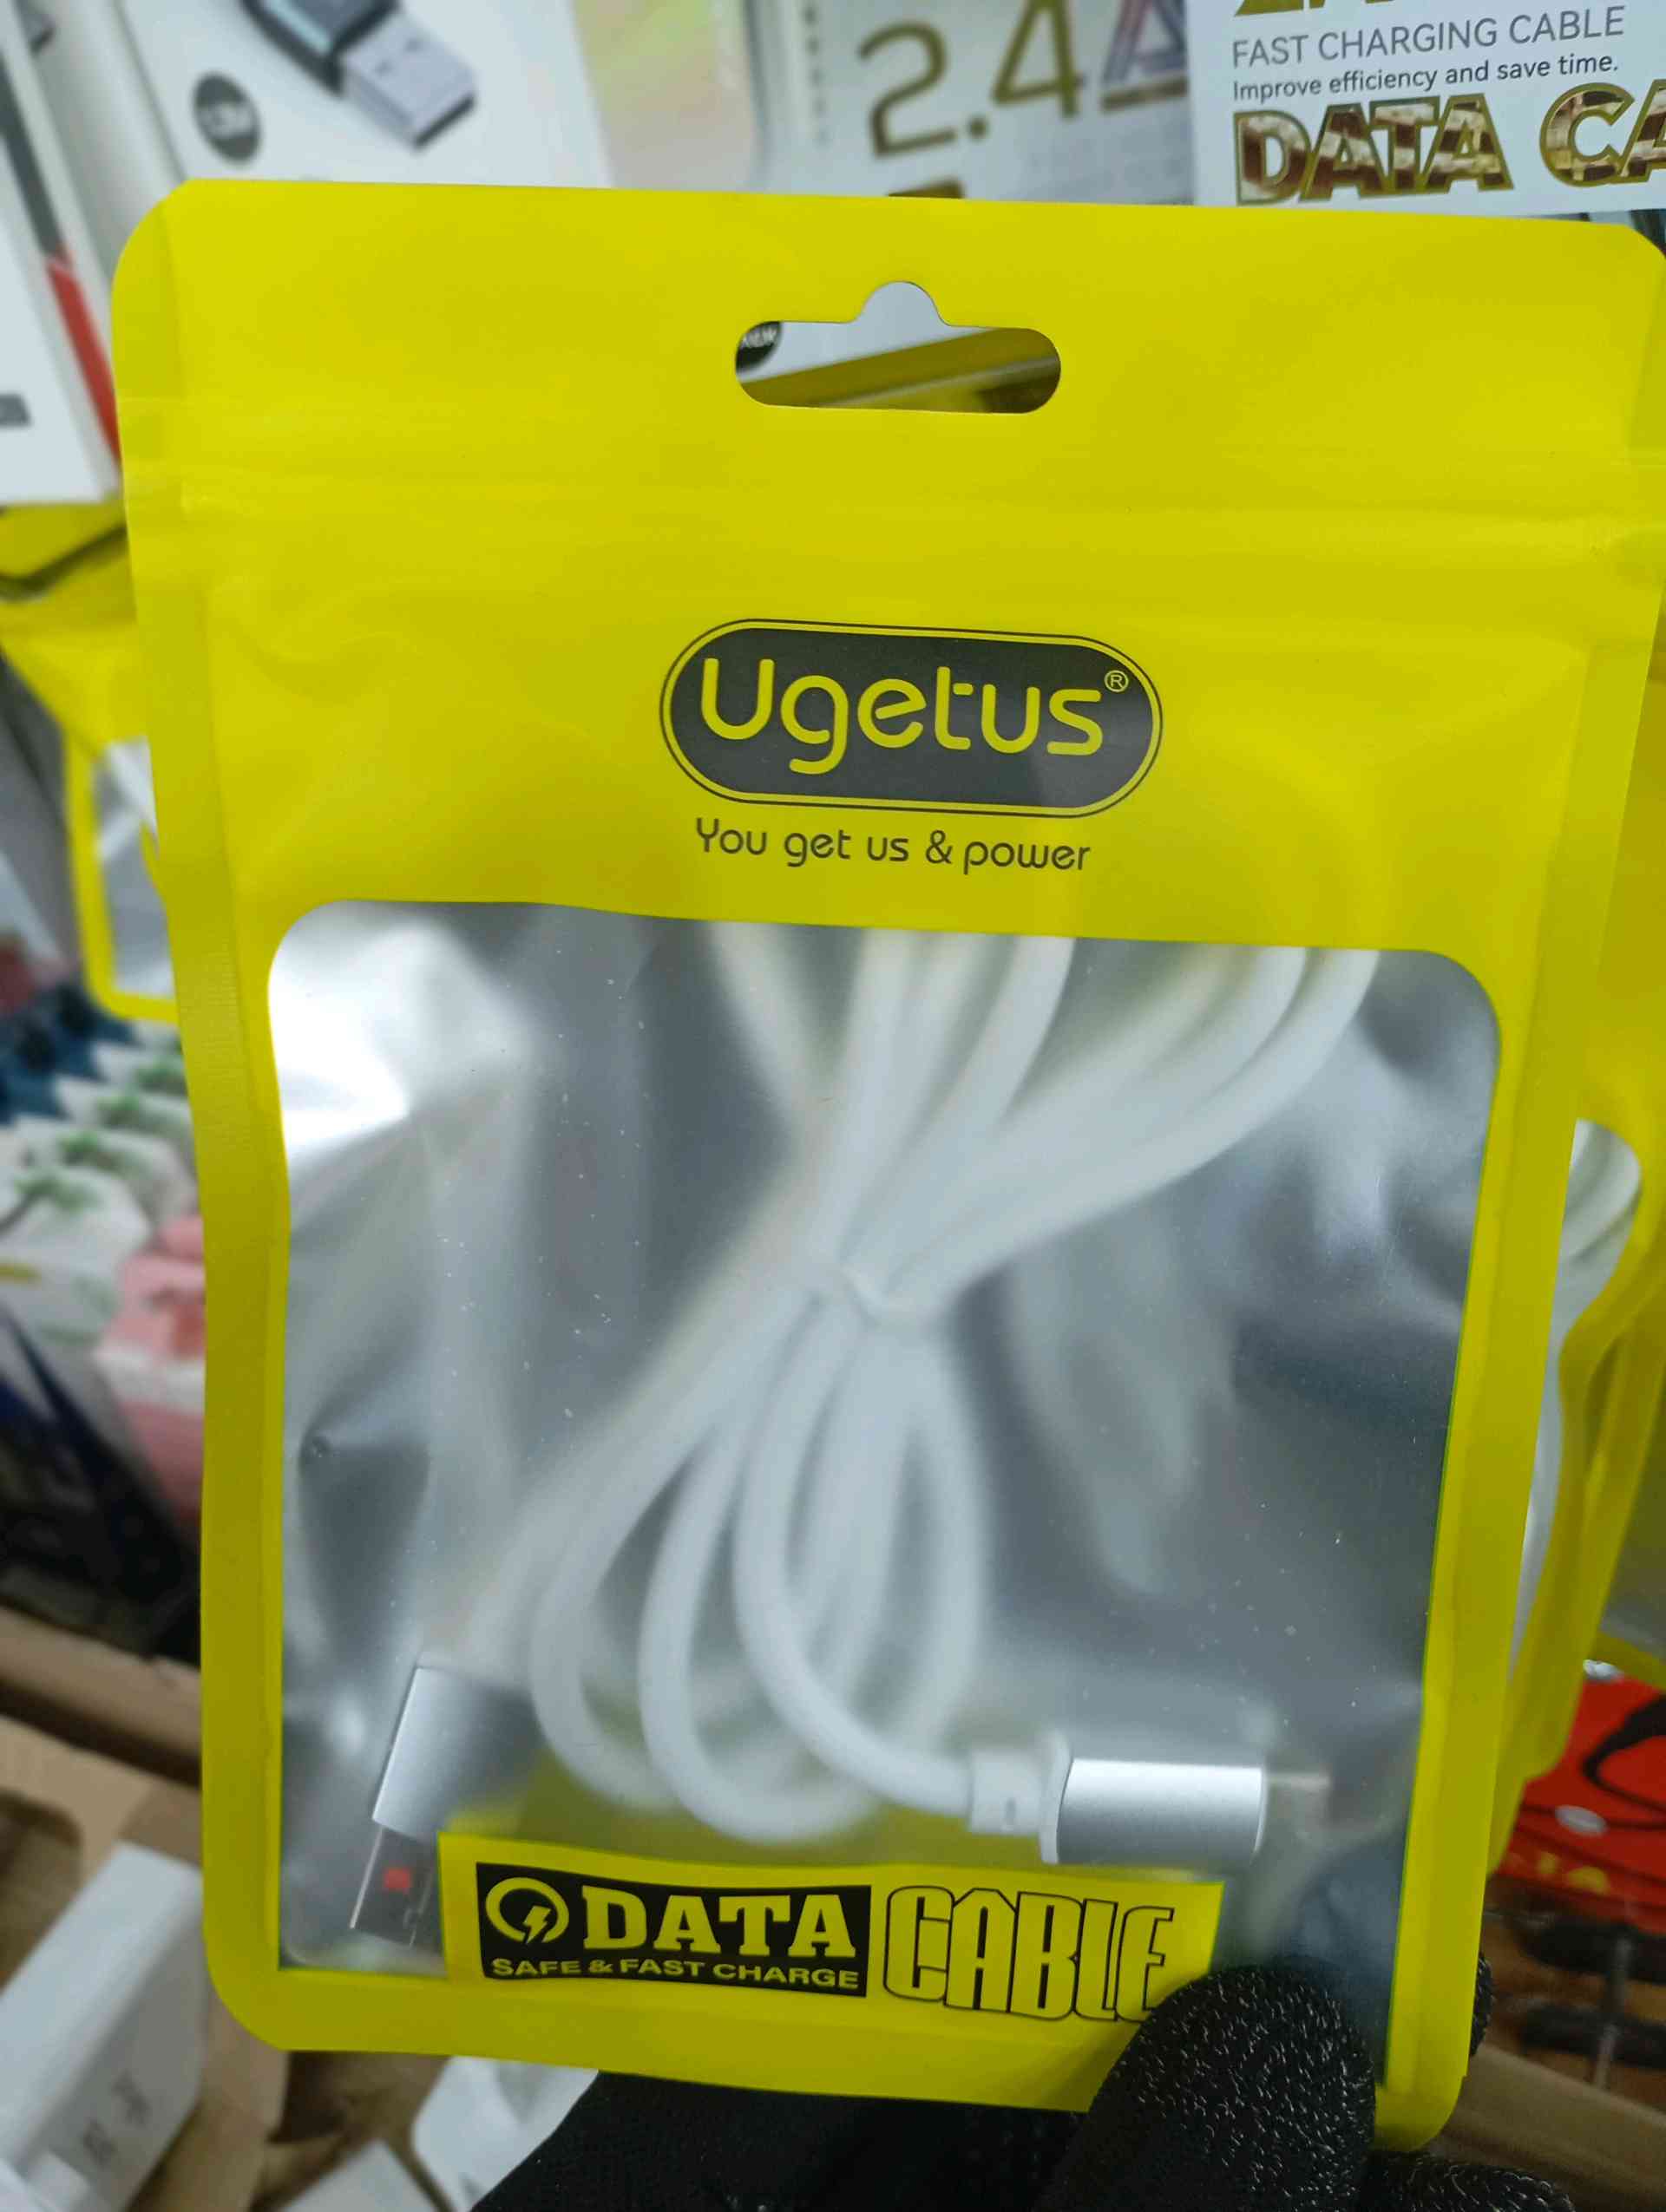 2.4A
FAST CHARGING CABLE
Improve efficiency and save time.
DATA CA
Ugetus®
You get us & power
DATA CABLE
SAFE & FAST CHARGE